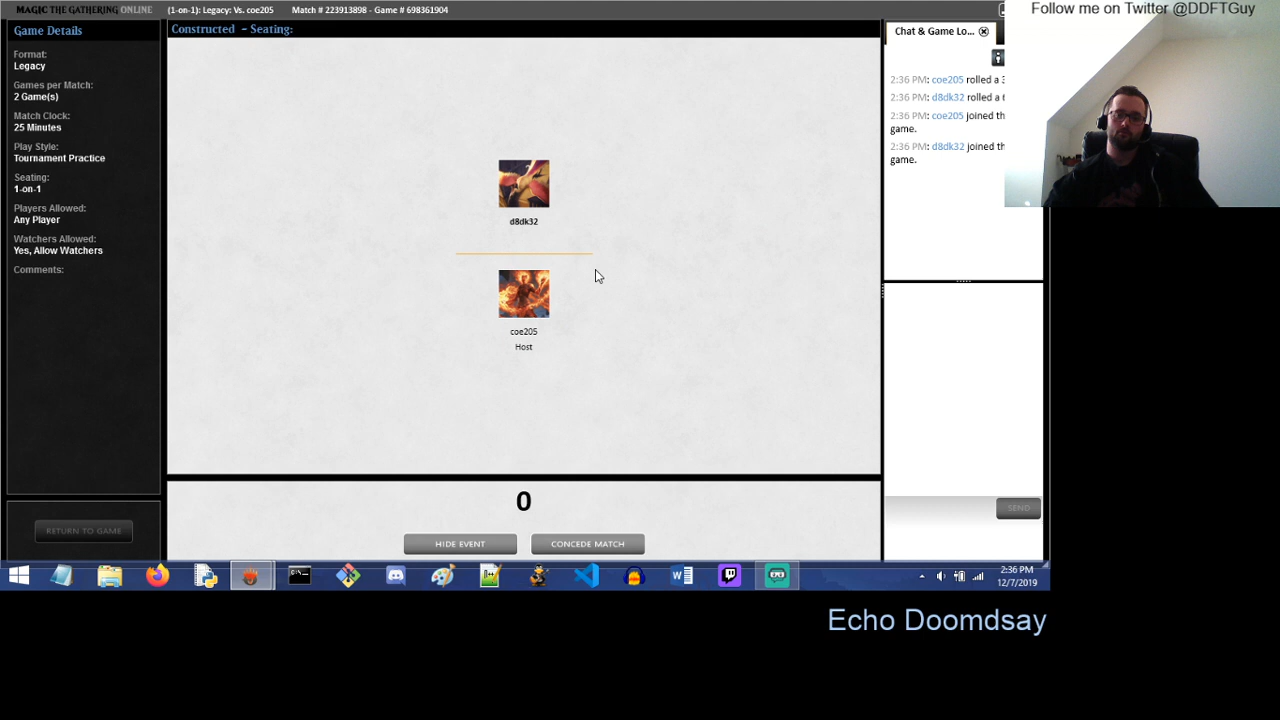 MAGIC THE GATHERING ONLINE
(1-on-1): Legacy: Vs. coe205
Match # 223913898 - Game # 698361904
Follow me on Twitter @DDFTGuy
Game Details
Format:
Legacy
Games per Match:
2 Game(s)
Match Clock:
25 Minutes
Play Style:
Tournament Practice
Seating:
1-on-1
Players Allowed:
Any Player
Watchers Allowed:
Yes, Allow Watchers
Comments:
RETURN TO GAME
Constructed - Seating:
d8dk32
coe205
Host
0
HIDE EVENT
CONCEDE MATCH
Chat & Game Lo...
2:36 PM: coe205 rolled a 3
2:36 PM: d8dk32 rolled a
2:36 PM: coe205 joined th
game.
2:36 PM: d8dk32 joined th
game.
SEND
2:36 PM
12/7/2019
Echo Doomdsay